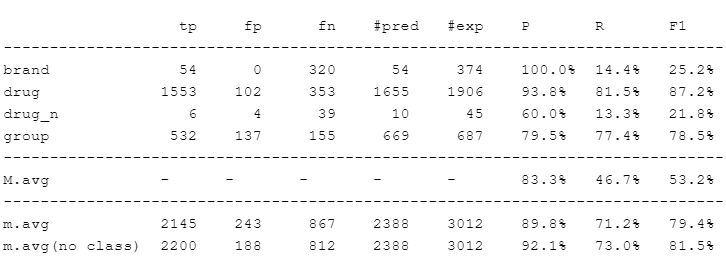 tp fp fn #pred #exp P R F1
------------------------------------------------------------------------------
brand 54 0 320 54 374 100.0% 14.4% 25.2%
drug 1553 102 353 1655 1906 93.8% 81.5% 87.2%
drug_n 6 4 39 10 45 60.0% 13.3% 21.8%
group 532 137 155 669 687 79.5% 77.4% 78.5%
------------------------------------------------------------------------------
M.avg - - - - - 83.3% 46.7% 53.2%
------------------------------------------------------------------------------
m.avg 2145 243 867 2388 3012 89.8% 71.2% 79.4%
m.avg(no class) 2200 188 812 2388 3012 92.1% 73.0% 81.5%